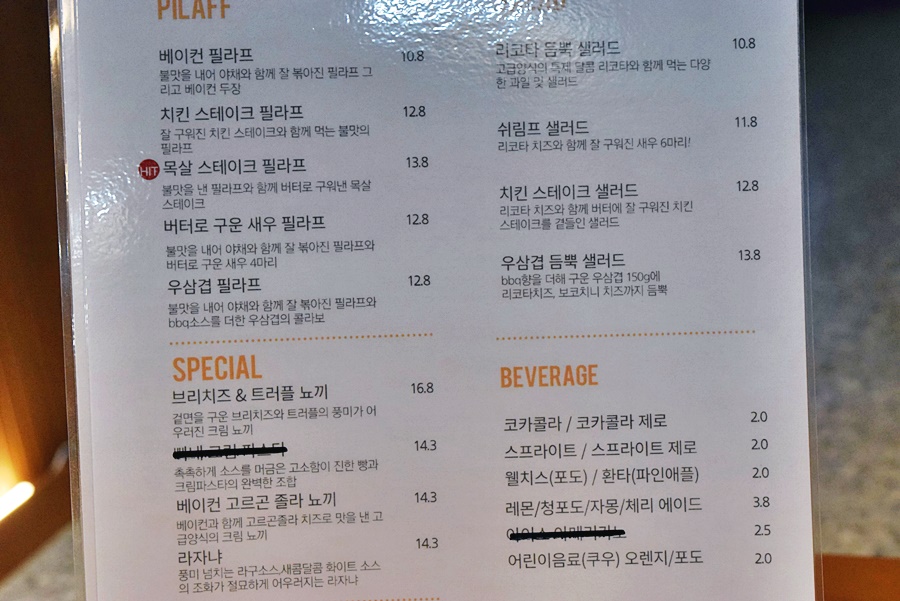 PILAFF
베이컨 필라프 10.8
불맛을 내어 야채와 함께 잘 볶아진 필라프 그
리고 베이컨 두장
치킨 스테이크 필라프 12.8
잘 구워진 치킨 스테이크와 함께 먹는 불맛의
필라프
HIT 목살 스테이크 필라프 13.8
불맛을 낸 필라프와 함께 버터로 구워낸 목살
스테이크
버터로 구운 새우 필라프 12.8
불맛을 내어 야채와 함께 잘 볶아진 필라프와
버터로 구운 새우 4마리
우삼겹 필라프 12.8
불맛을 내어 야채와 함께 잘 볶아진 필라프와
bbq소스를 더한 우삼겹의 콜라보
SPECIAL
브리치즈 & 트러플 뇨끼 16.8
겉면을 구운 브리치즈와 트러플의 풍미가 어
우러진 크림 뇨끼
14.3
촉촉하게 소스를 머금은 고소함이 진한 빵과
크림파스타의 완벽한 조합
베이컨 고르곤 졸라 뇨끼 14.3
베이컨과 함께 고르곤졸라 치즈로 맛을 낸 고
급양식의 크림 뇨끼
라자냐 14.3
풍미 넘치는 라구소스,새콤달콤 화이트 소스
의 조화가 절묘하게 어우러지는 라자냐
리코타 듬뿍 샐러드 10.8
고급양식의 특제 달콤 리코타와 함께 먹는 다양
한 과일 및 샐러드
쉬림프 샐러드 11.8
리코타 치즈와 함께 잘 구워진 새우 6마리!
치킨 스테이크 샐러드 12.8
리코타 치즈와 함께 버터에 잘 구워진 치킨
스테이크를 곁들인 샐러드
우삼겹 듬뿍 샐러드 13.8
bbq향을 더해 구운 우삼겹 150g에
리코타치즈, 보코치니 치즈까지 듬뿍
BEVERAGE
코카콜라 / 코카콜라 제로 2.0
스프라이트 / 스프라이트 제로 2.0
웰치스(포도) / 환타(파인애플) 2.0
레몬/청포도/자몽/체리 에이드 3.8
2.5
어린이음료(쿠우) 오렌지/포도 2.0